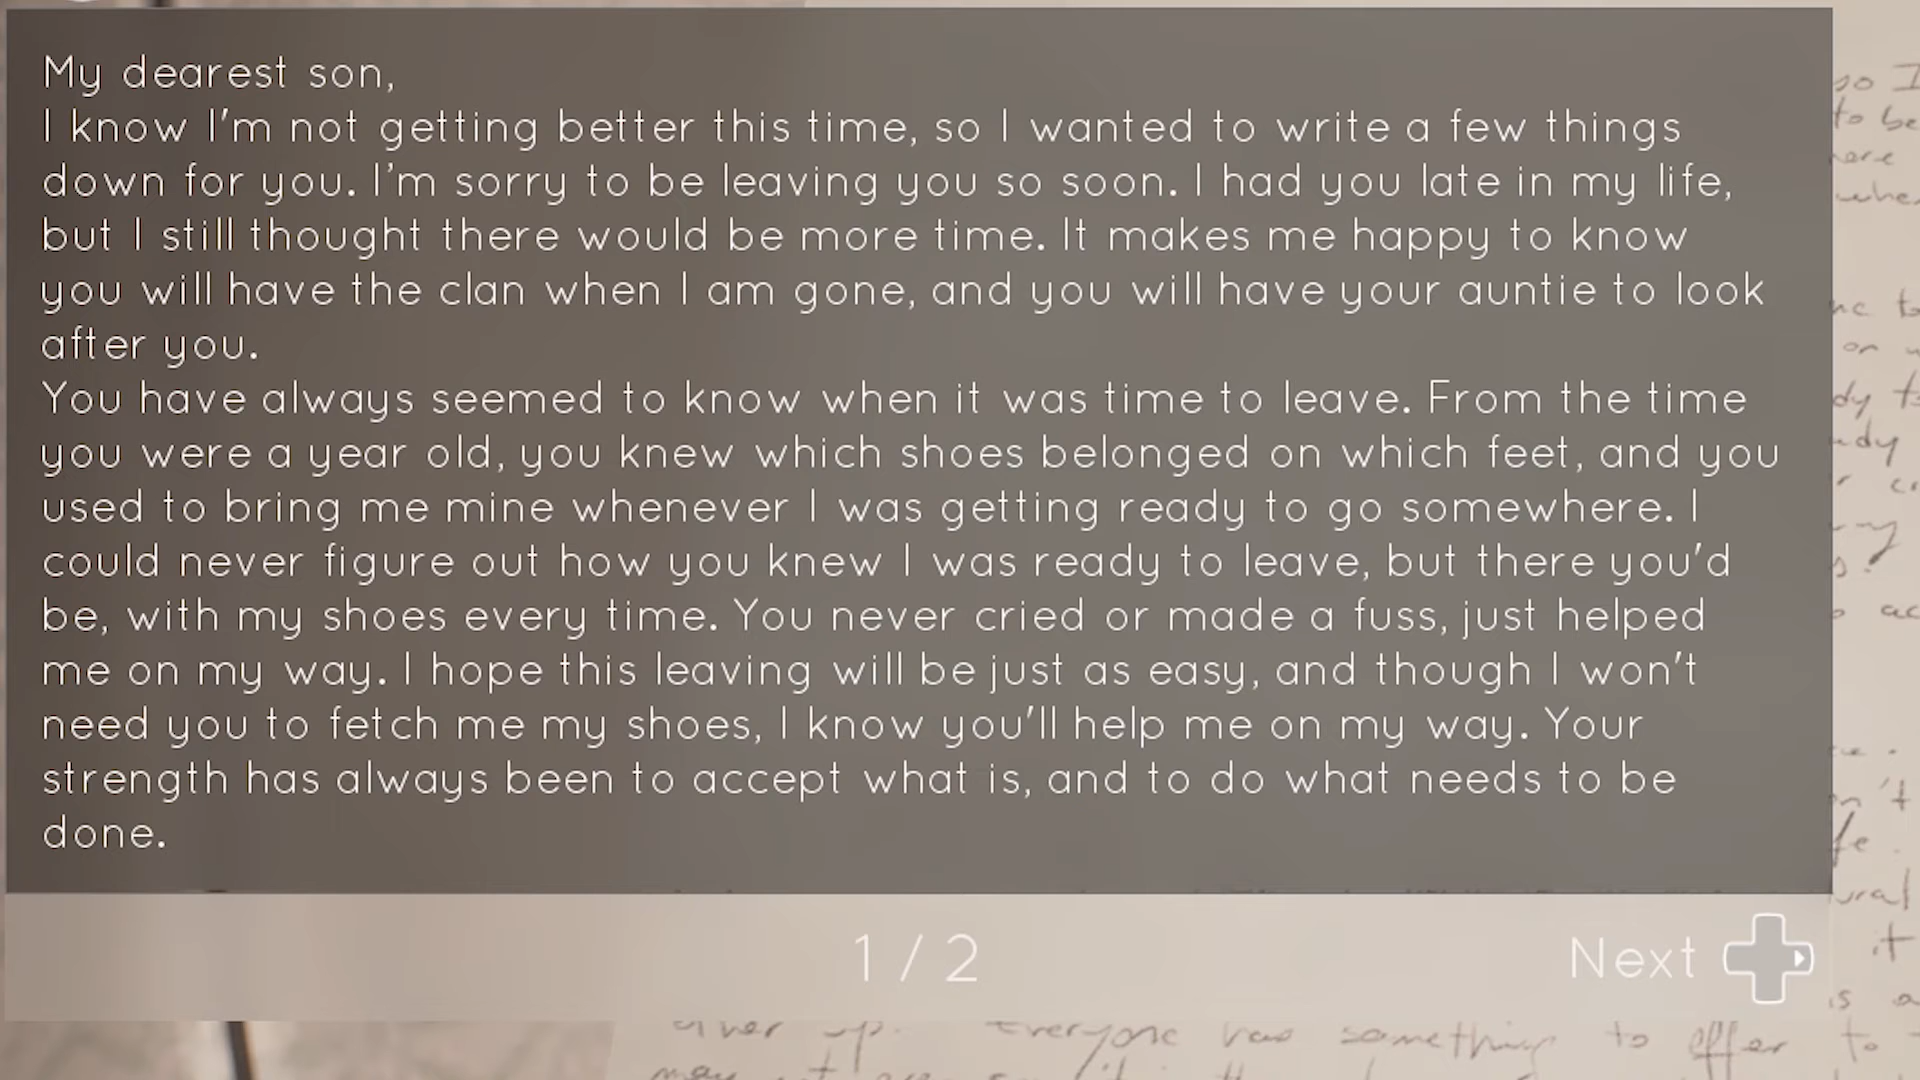 My dearest son,
I know I'm not getting better this time, so I wanted to write a few things
down for you. I'm sorry to be leaving you so soon. I had you late in my life,
but I still thought there would be more time. It makes me happy to know
you will have the clan when I am gone, and you will have your auntie to look
after you.
You have always seemed to know when it was time to leave. From the time
you were a year old, you knew which shoes belonged on which feet, and you
used to bring me mine whenever I was getting ready to go somewhere. I
could never figure out how you knew I was ready to leave, but there you'd
be, with my shoes every time. You never cried or made a fuss, just helped
me on my way. I hope this leaving will be just as easy, and though I won't
need you to fetch me my shoes, I know you'll help me on my way. Your
strength has always been to accept what is, and to do what needs to be
done.
1 / 2
Next
so I
to be
it
up. Everyone has something to offer to
may